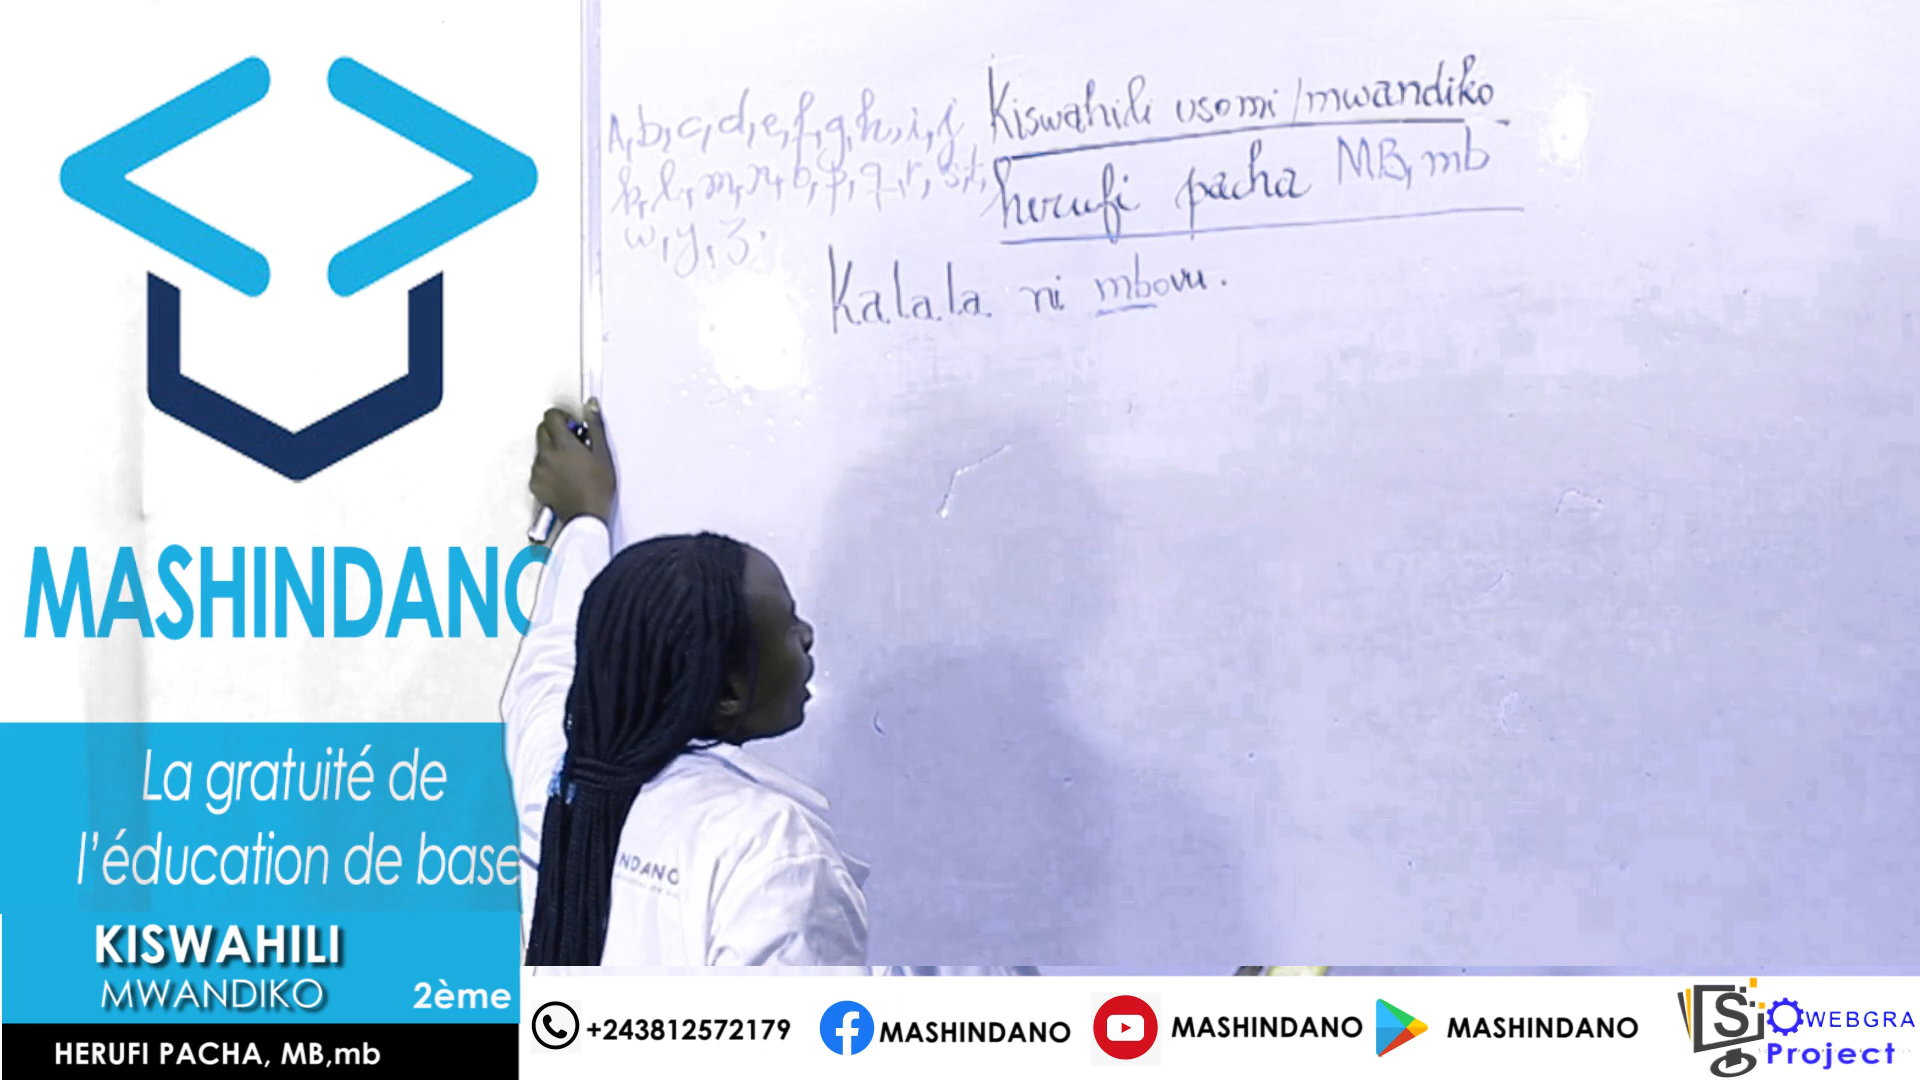 MASHINDANO
La gratuité de
l'éducation de base
KISWAHILI
MWANDIKO
2ème
HERUFI PACHA, MB,mb
A, b, c, d, e, f, g, h, i, j
k, l, m, n, o, p, q, r, s, t,
w, y, z.
Kiswahili usomi /mwandiko
herufi pacha MB, mb
Kalala ni mbovu.
NDANO
+243812572179
MASHINDANO
MASHINDANO
MASHINDANO
WEBGRA
Project